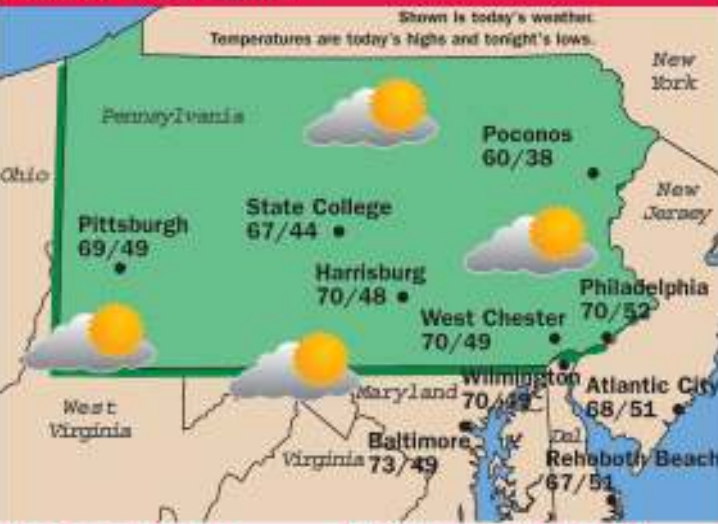 Shown is today's weather.
Temperatures are today's highs and tonight's lows.
New
York
Pennsylvania
Poconos
60/38
Ohio
New
Jersey
State College
67/44
Pittsburgh
69/49
Harrisburg
70/48
Philadelphia
70/52
West Chester
70/49
Wilmington
70/49
Maryland
Atlantic City
68/51
West
Virginia
Baltimore
73/49
Virginia
Del.
Rehoboth Beach
67/51